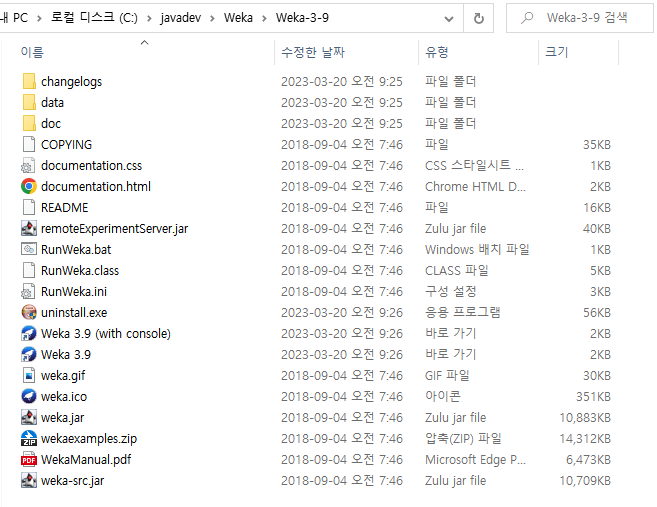 내 PC > 로컬 디스크 (C:) > javadev > Weka > Weka-3-9 Weka-3-9 검색
이름 수정한 날짜 유형 크기
changelogs 2023-03-20 오전 9:25 파일 폴더
data 2023-03-20 오전 9:25 파일 폴더
doc 2023-03-20 오전 9:25 파일 폴더
COPYING 2018-09-04 오전 7:46 파일 35KB
documentation.css 2018-09-04 오전 7:46 CSS 스타일시트 ... 1KB
documentation.html 2018-09-04 오전 7:46 Chrome HTML D... 2KB
README 2018-09-04 오전 7:46 파일 16KB
remoteExperimentServer.jar 2018-09-04 오전 7:46 Zulu jar file 40KB
RunWeka.bat 2018-09-04 오전 7:46 Windows 배치 파일 1KB
RunWeka.class 2018-09-04 오전 7:46 CLASS 파일 5KB
RunWeka.ini 2018-09-04 오전 7:46 구성 설정 3KB
uninstall.exe 2023-03-20 오전 9:26 응용 프로그램 56KB
Weka 3.9 (with console) 2023-03-20 오전 9:26 바로 가기 2KB
Weka 3.9 2023-03-20 오전 9:26 바로 가기 2KB
weka.gif 2018-09-04 오전 7:46 GIF 파일 30KB
weka.ico 2018-09-04 오전 7:46 아이콘 351KB
weka.jar 2018-09-04 오전 7:46 Zulu jar file 10,883KB
wekaexamples.zip 2018-09-04 오전 7:46 압축(ZIP) 파일 14,312KB
WekaManual.pdf 2018-09-04 오전 7:46 Microsoft Edge P... 6,473KB
weka-src.jar 2018-09-04 오전 7:46 Zulu jar file 10,709KB